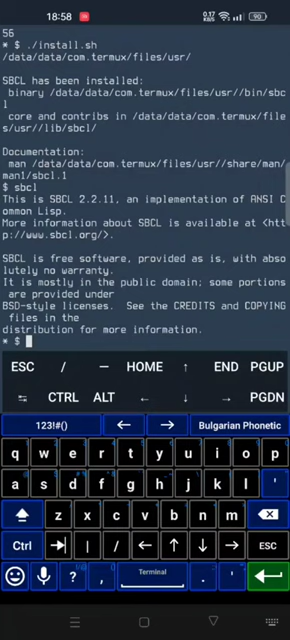 18:58 0.17 KB/S 90
56
* $ ./install.sh
/data/data/com.termux/files/usr/
SBCL has been installed:
binary /data/data/com.termux/files/usr//bin/sbc
l
core and contribs in /data/data/com.termux/file
s/usr//lib/sbcl/
Documentation:
man /data/data/com.termux/files/usr//share/man/
man1/sbcl.1
$ sbcl
This is SBCL 2.2.11, an implementation of ANSI C
ommon Lisp.
More information about SBCL is available at <htt
p://www.sbcl.org/>.
SBCL is free software, provided as is, with abso
lutely no warranty.
It is mostly in the public domain; some portions
are provided under
BSD-style licenses. See the CREDITS and COPYING
files in the
distribution for more information.
* $
ESC / — HOME ↑ END PGUP
⇆ CTRL ALT ← ↓ → PGDN
123!#() ← → Bulgarian Phonetic
q w e r t y u i o p
a s d f g h j k l '
z x c v b n m
Ctrl | / ← ↑ ↓ → ESC
? , Terminal . '